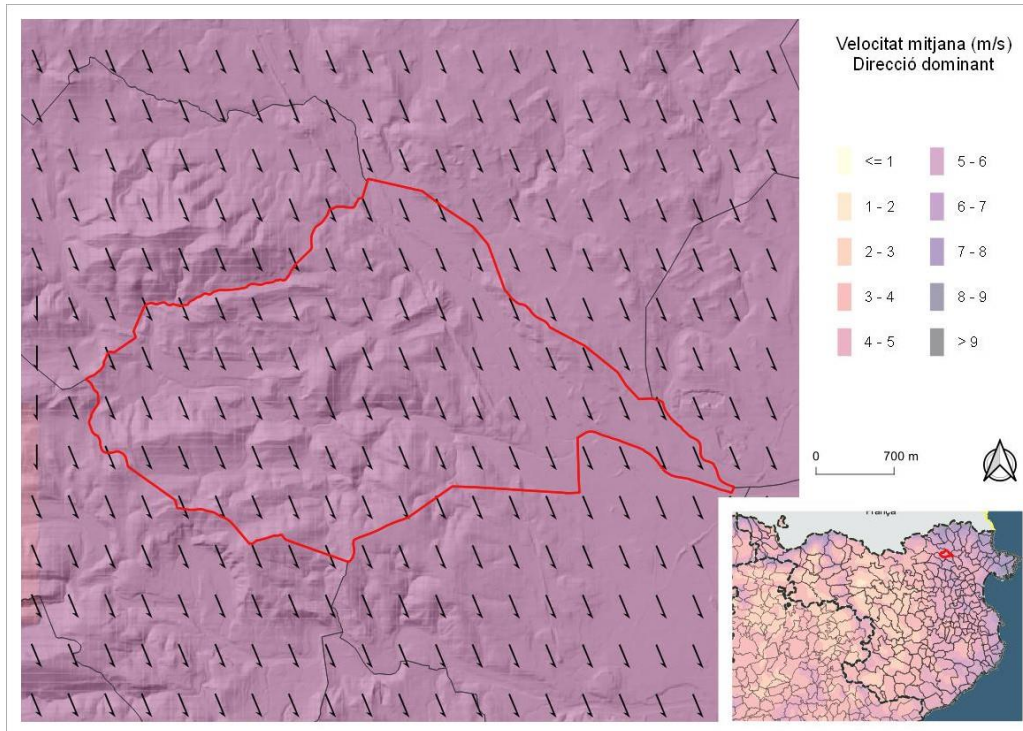 Velocitat mitjana (m/s)
Direcció dominant
<= 1
1 - 2
2 - 3
3 - 4
4 - 5
5 - 6
6 - 7
7 - 8
8 - 9
> 9
0
700 m
França